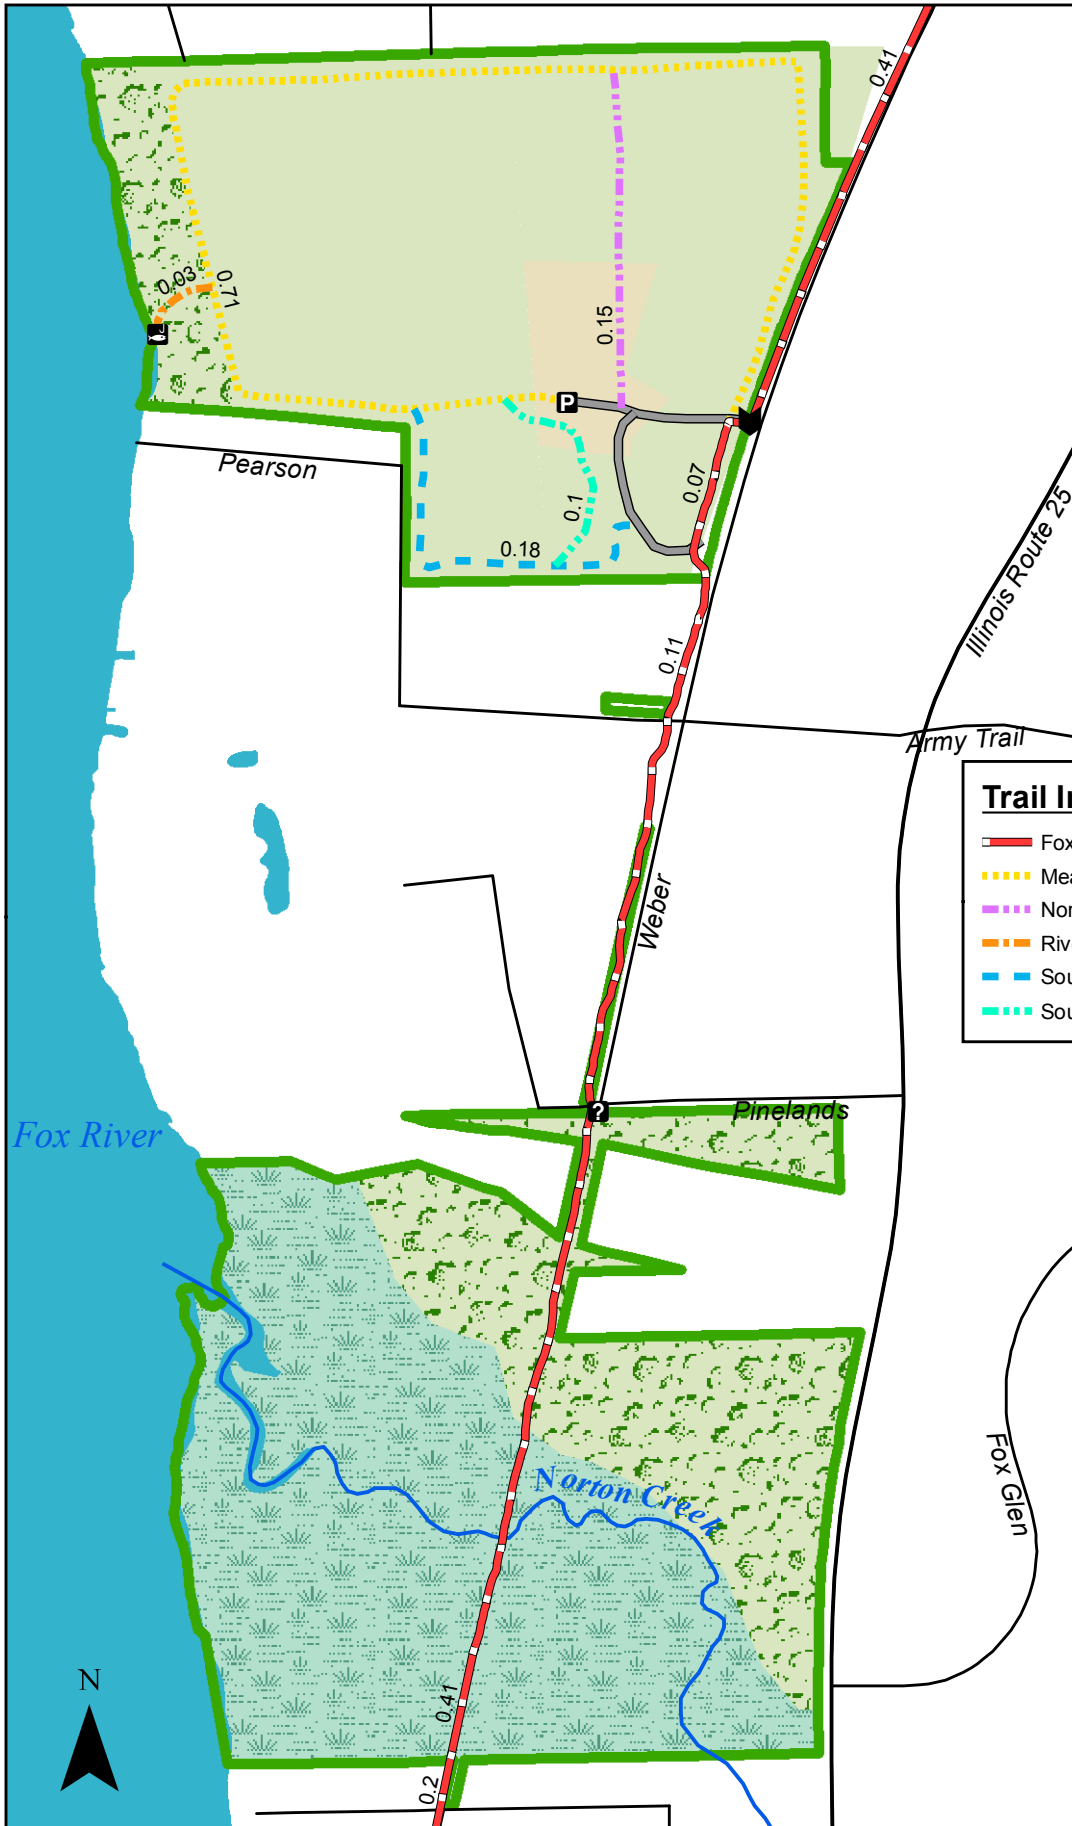 0.41
0.03
0.71
0.15
P
Pearson
0.07
0.1
0.18
Illinois Route 25
0.11
Army Trail
Trail I
Fox
Mea
Nor
Riv
Sou
Sou
Weber
?
Pinelands
Fox River
Fox Glen
Norton Creek
N
0.41
0.2